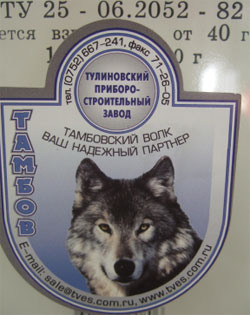 ТУ 25 - 06.2052 - 82
ется взв
от 40 г
тел. (0752) 667-241, факс 71-26-05
ТУЛИНОВСКИЙ
ПРИБОРО-
СТРОИТЕЛЬНЫЙ
ЗАВОД
ТАМБОВСКИЙ ВОЛК
ВАШ НАДЕЖНЫЙ ПАРТНЕР
ТАМБОВ
E-mail: sale@tves.com.ru, www.tves.com.ru